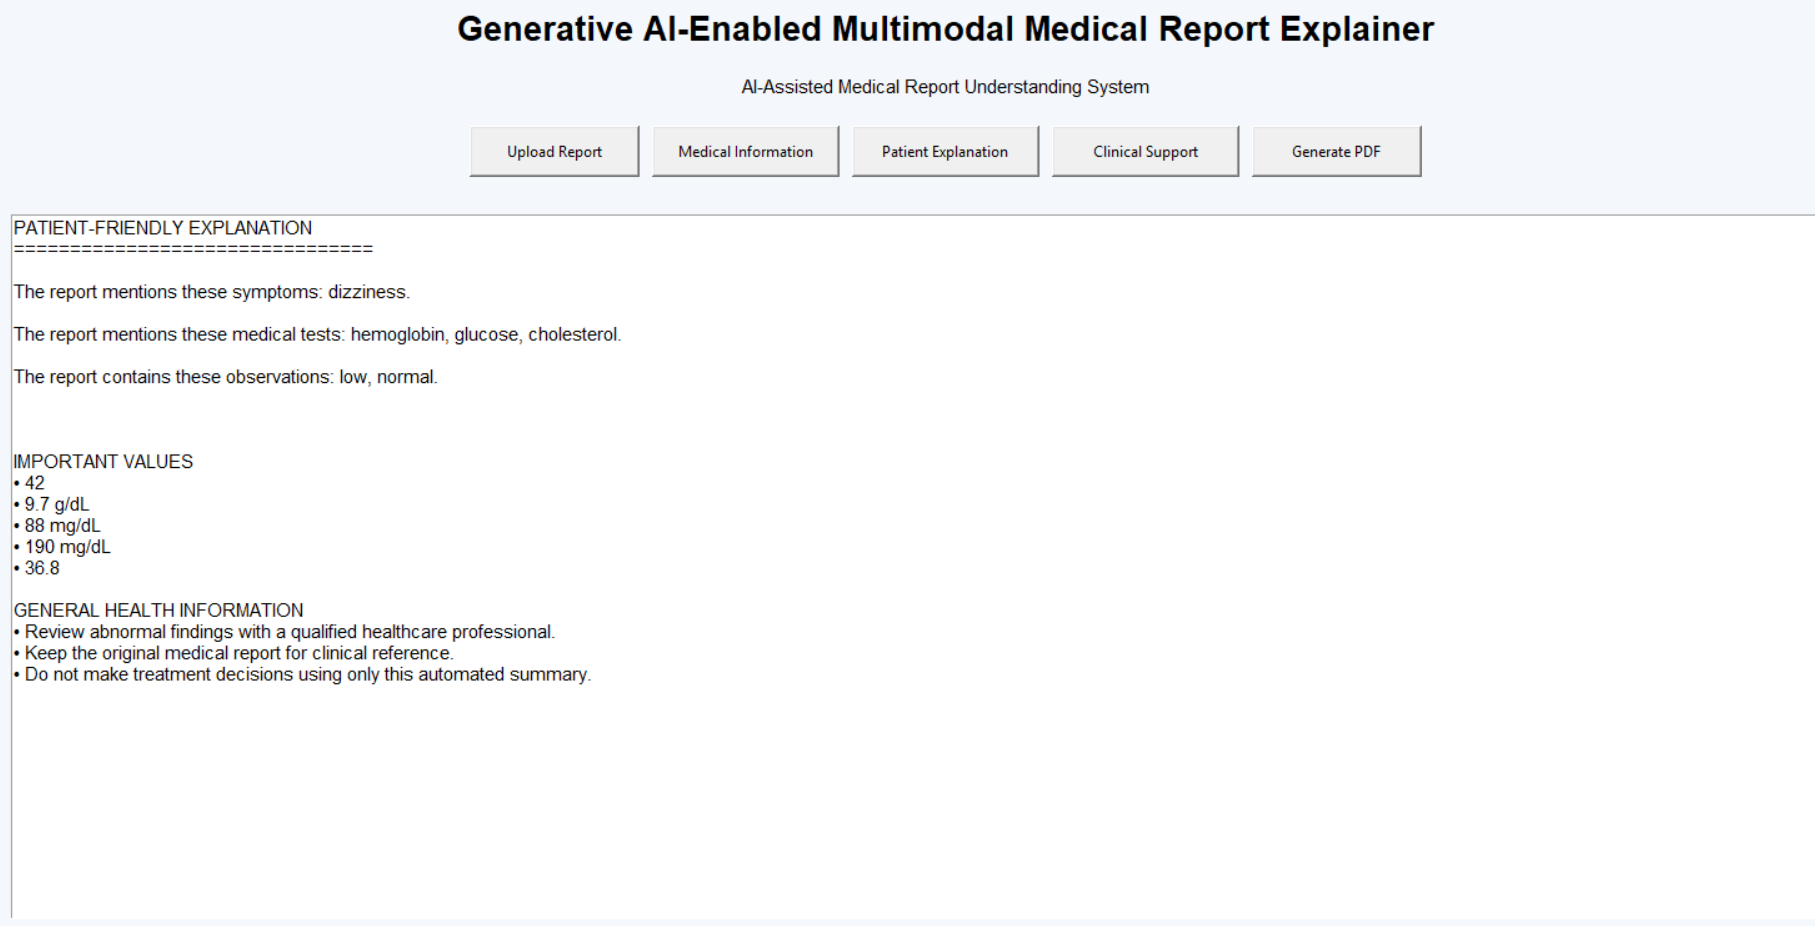 Generative AI-Enabled Multimodal Medical Report Explainer
AI-Assisted Medical Report Understanding System
Upload Report
Medical Information
Patient Explanation
Clinical Support
Generate PDF
PATIENT-FRIENDLY EXPLANATION
================================
The report mentions these symptoms: dizziness.
The report mentions these medical tests: hemoglobin, glucose, cholesterol.
The report contains these observations: low, normal.
IMPORTANT VALUES
• 42
• 9.7 g/dL
• 88 mg/dL
• 190 mg/dL
• 36.8
GENERAL HEALTH INFORMATION
• Review abnormal findings with a qualified healthcare professional.
• Keep the original medical report for clinical reference.
• Do not make treatment decisions using only this automated summary.